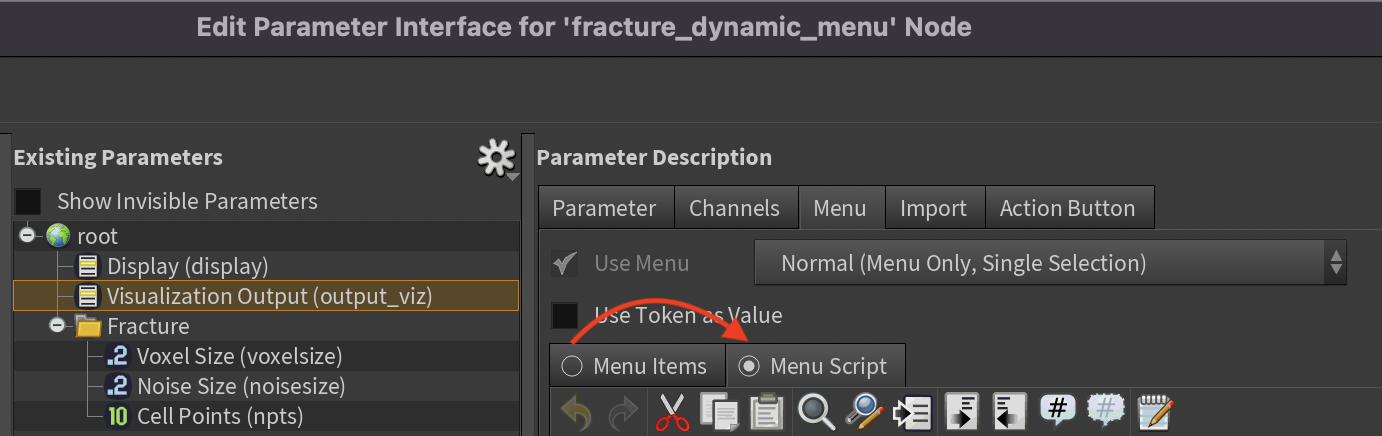 Edit Parameter Interface for 'fracture_dynamic_menu' Node
Existing Parameters
Show Invisible Parameters
root
Display (display)
Visualization Output (output_viz)
Fracture
.2 Voxel Size (voxelsize)
.2 Noise Size (noisesize)
10 Cell Points (npts)
Parameter Description
Parameter Channels Menu Import Action Button
Use Menu Normal (Menu Only, Single Selection)
Use Token as Value
Menu Items Menu Script
# #